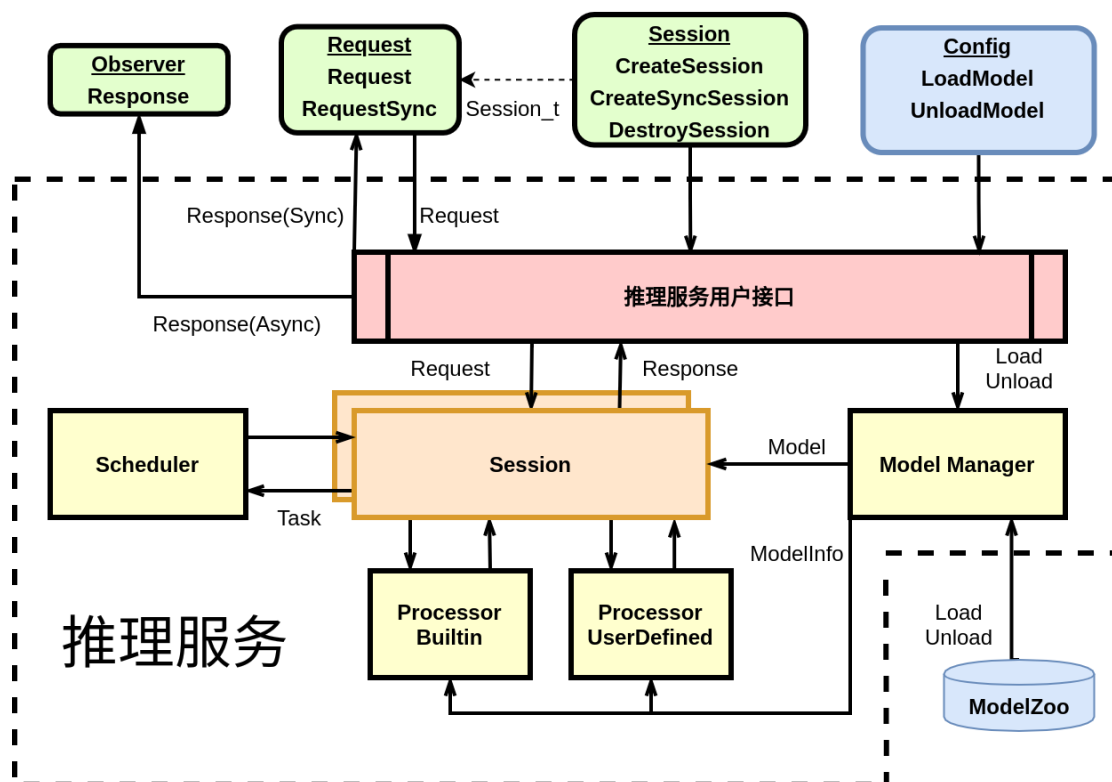 Observer
Response
Request
Request
RequestSync
Session_t
Session
CreateSession
CreateSyncSession
DestroySession
Config
LoadModel
UnloadModel
Response(Sync)
Request
推理服务用户接口
Response(Async)
Request
Response
Load
Unload
Scheduler
Session
Model
Model Manager
Task
ModelInfo
Processor
Builtin
Processor
UserDefined
Load
Unload
推理服务
ModelZoo